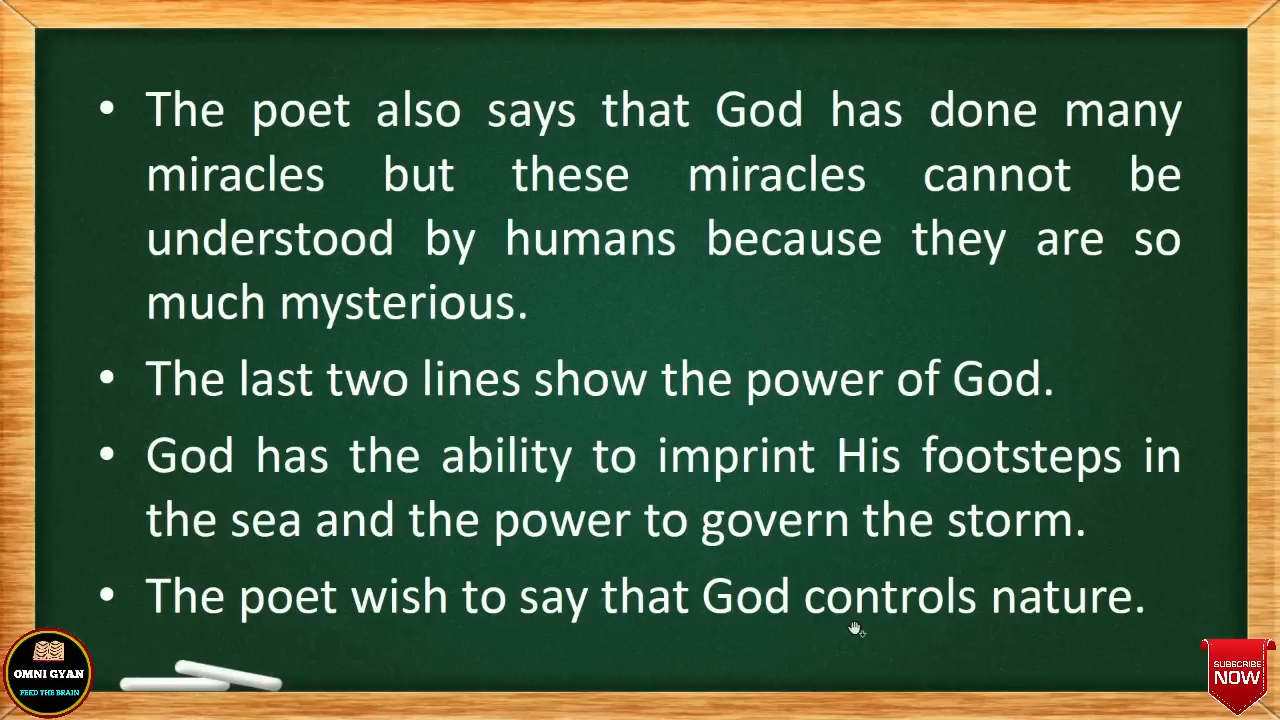 • The poet also says that God has done many
miracles but these miracles cannot be
understood by humans because they are so
much mysterious.
• The last two lines show the power of God.
• God has the ability to imprint His footsteps in
the sea and the power to govern the storm.
• The poet wish to say that God controls nature.
OMNI GYAN
FEED THE BRAIN
SUBSCRIBE
NOW